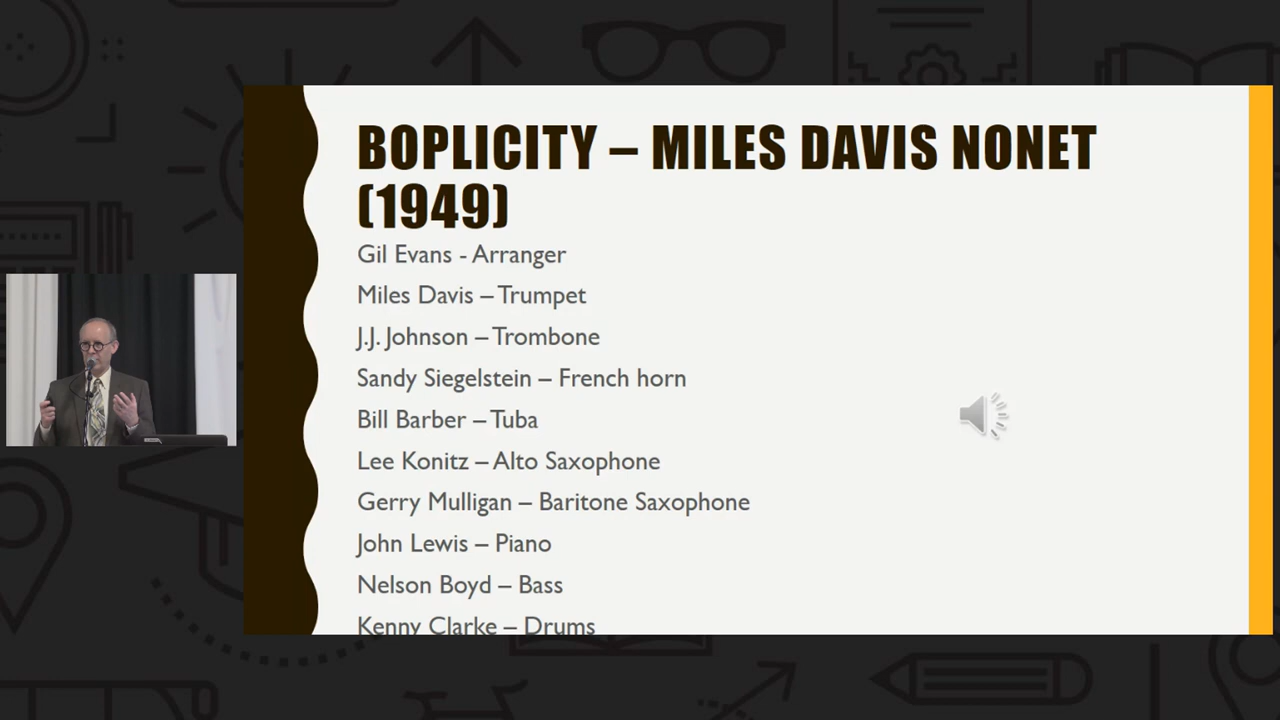 BOPLICITY – MILES DAVIS NONET
(1949)
Gil Evans - Arranger
Miles Davis – Trumpet
J.J. Johnson – Trombone
Sandy Siegelstein – French horn
Bill Barber – Tuba
Lee Konitz – Alto Saxophone
Gerry Mulligan – Baritone Saxophone
John Lewis – Piano
Nelson Boyd – Bass
Kenny Clarke – Drums